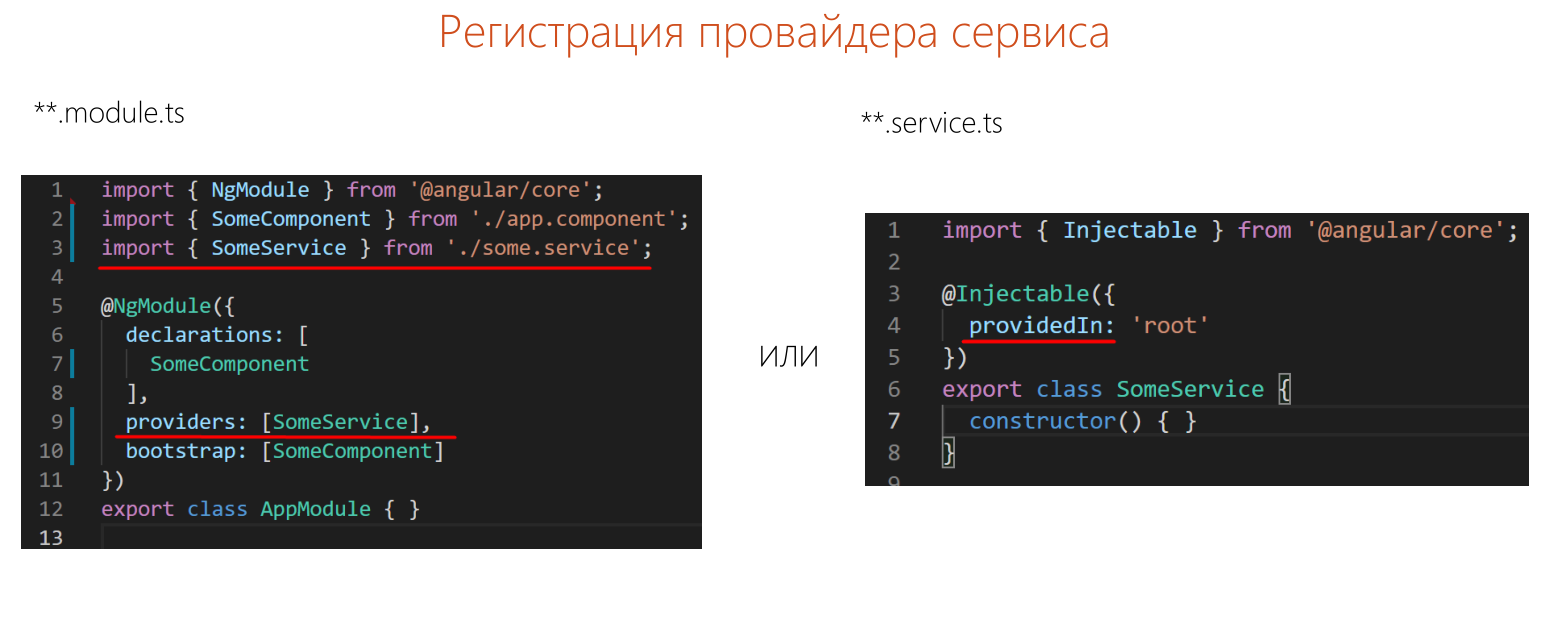 Регистрация провайдера сервиса
**.module.ts
1 import { NgModule } from '@angular/core';
2 import { SomeComponent } from './app.component';
3 import { SomeService } from './some.service';
4
5 @NgModule({
6 declarations: [
7 SomeComponent
8 ],
9 providers: [SomeService],
10 bootstrap: [SomeComponent]
11 })
12 export class AppModule { }
13
или
**.service.ts
1 import { Injectable } from '@angular/core';
2
3 @Injectable({
4 providedIn: 'root'
5 })
6 export class SomeService {
7 constructor() { }
8 }
9